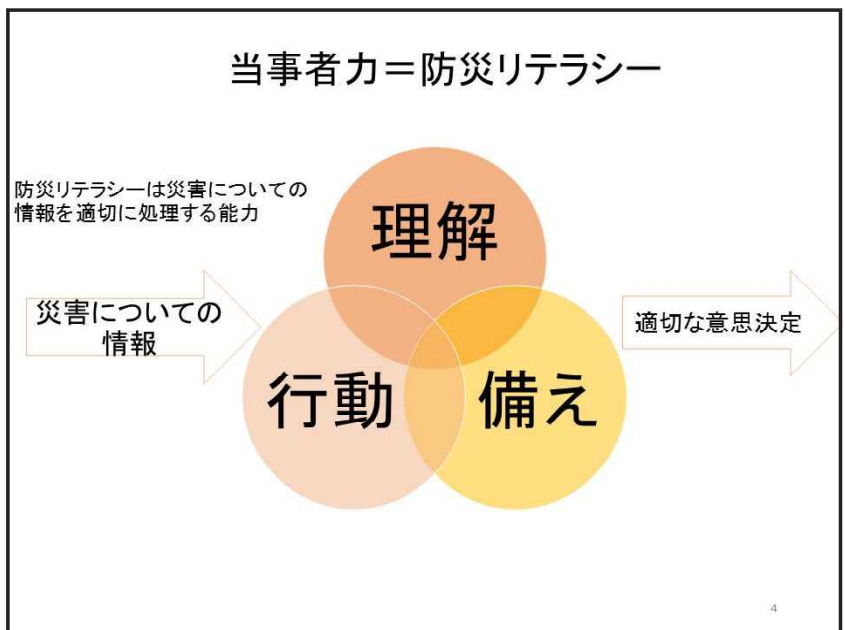 当事者力＝防災リテラシー
防災リテラシーは災害についての
情報を適切に処理する能力
理解
災害についての
情報
適切な意思決定
行動
備え
4